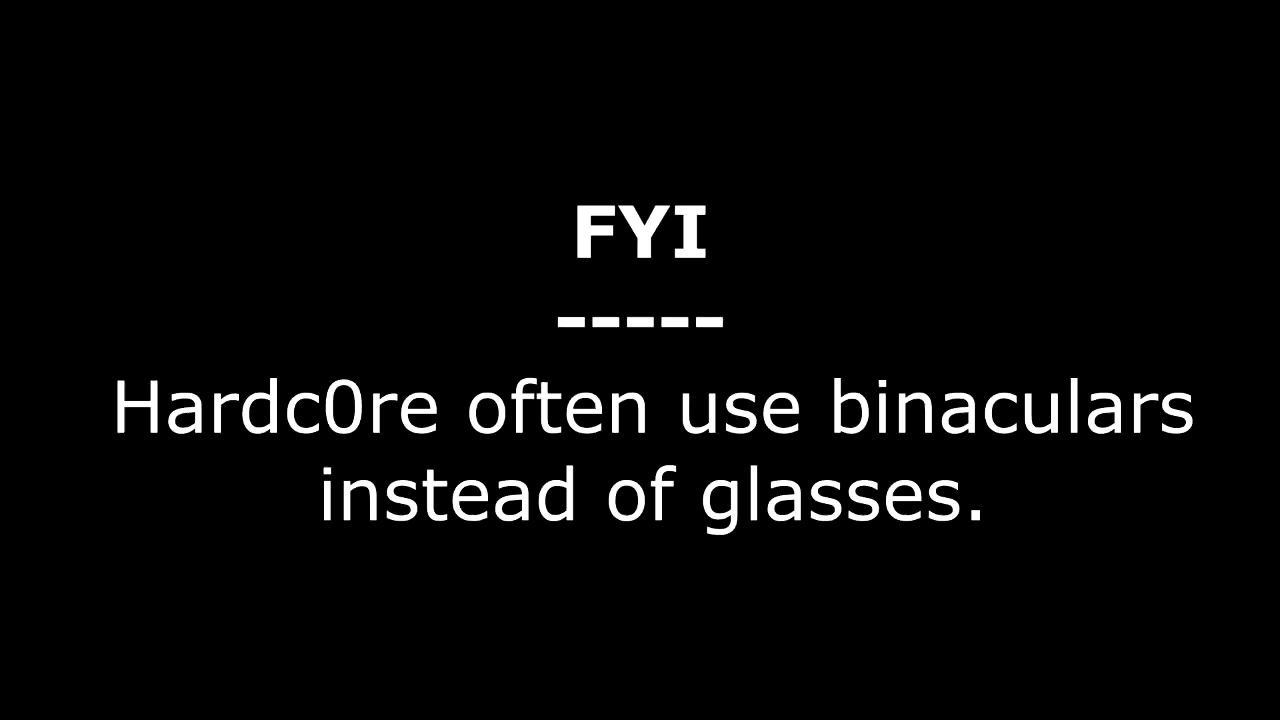 FYI
-----
Hardc0re often use binaculars
instead of glasses.